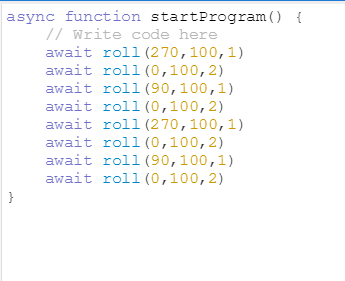 async function startProgram() {
// Write code here
await roll(270,100,1)
await roll(0,100,2)
await roll(90,100,1)
await roll(0,100,2)
await roll(270,100,1)
await roll(0,100,2)
await roll(90,100,1)
await roll(0,100,2)
}